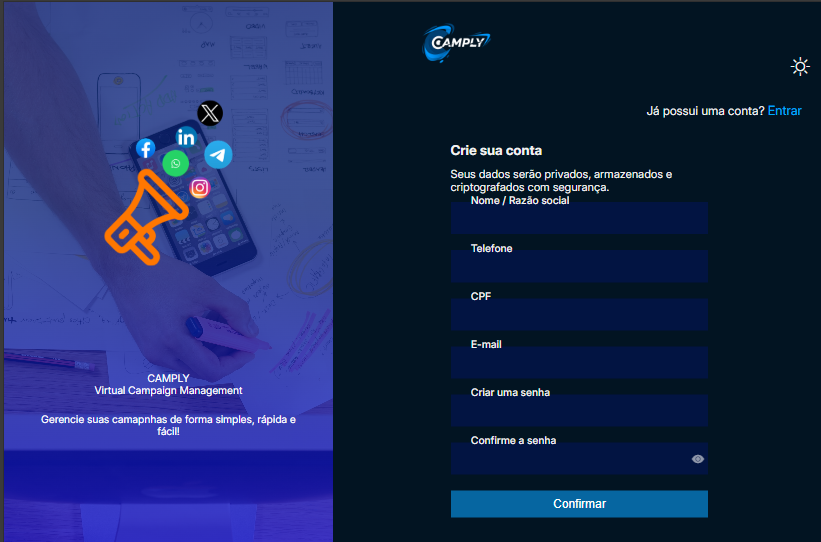 CAMPLY
Já possui uma conta? Entrar
Crie sua conta
Seus dados serão privados, armazenados e
criptografados com segurança.
Nome / Razão social
Telefone
CPF
E-mail
Criar uma senha
Confirme a senha
Confirmar
CAMPLY
Virtual Campaign Management
Gerencie suas camapnhas de forma simples, rápida e
fácil!